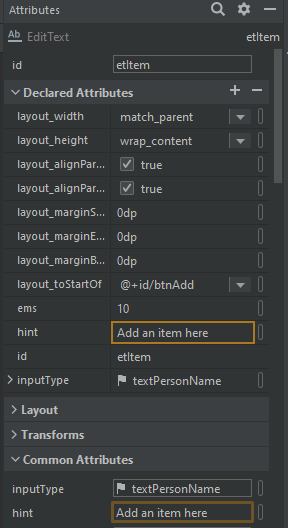 Attributes
Ab EditText etItem
id etItem
Declared Attributes
layout_width match_parent
layout_height wrap_content
layout_alignPar... true
layout_alignPar... true
layout_marginS... 0dp
layout_marginE... 0dp
layout_marginB... 0dp
layout_toStartOf @+id/btnAdd
ems 10
hint Add an item here
id etItem
inputType textPersonName
Layout
Transforms
Common Attributes
inputType textPersonName
hint Add an item here